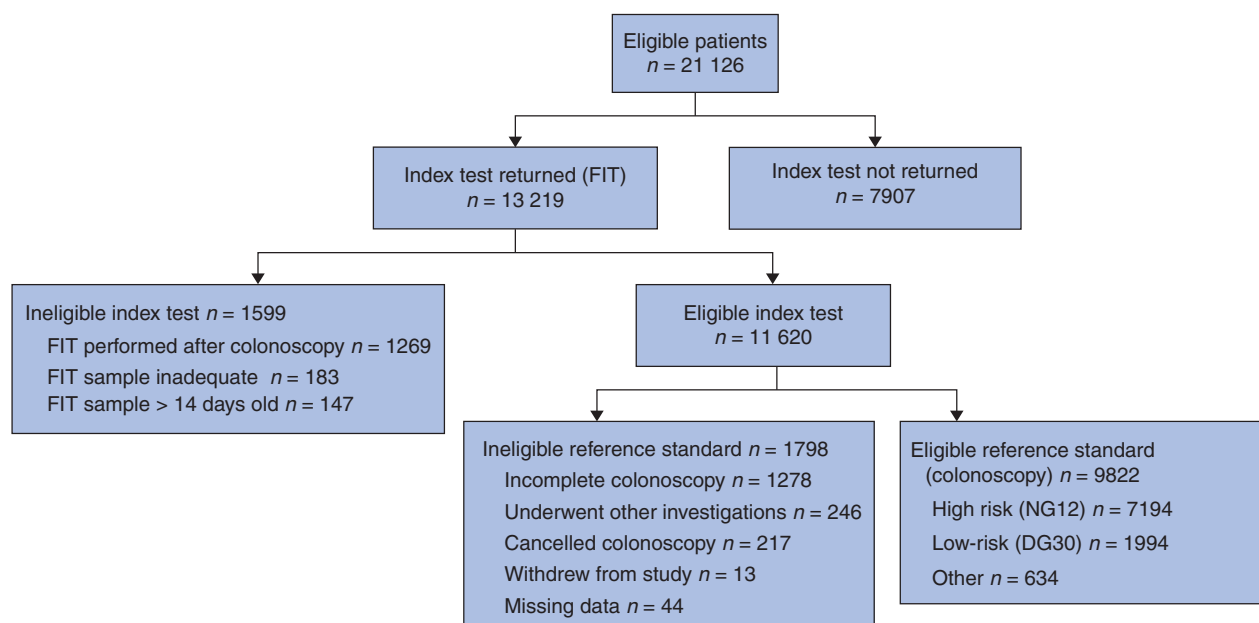 Eligible patients
n = 21 126
Index test returned (FIT)
n = 13 219
Index test not returned
n = 7907
Ineligible index test n = 1599
FIT performed after colonoscopy n = 1269
FIT sample inadequate n = 183
FIT sample > 14 days old n = 147
Eligible index test
n = 11 620
Ineligible reference standard n = 1798
Incomplete colonoscopy n = 1278
Underwent other investigations n = 246
Cancelled colonoscopy n = 217
Withdrew from study n = 13
Missing data n = 44
Eligible reference standard
(colonoscopy) n = 9822
High risk (NG12) n = 7194
Low-risk (DG30) n = 1994
Other n = 634